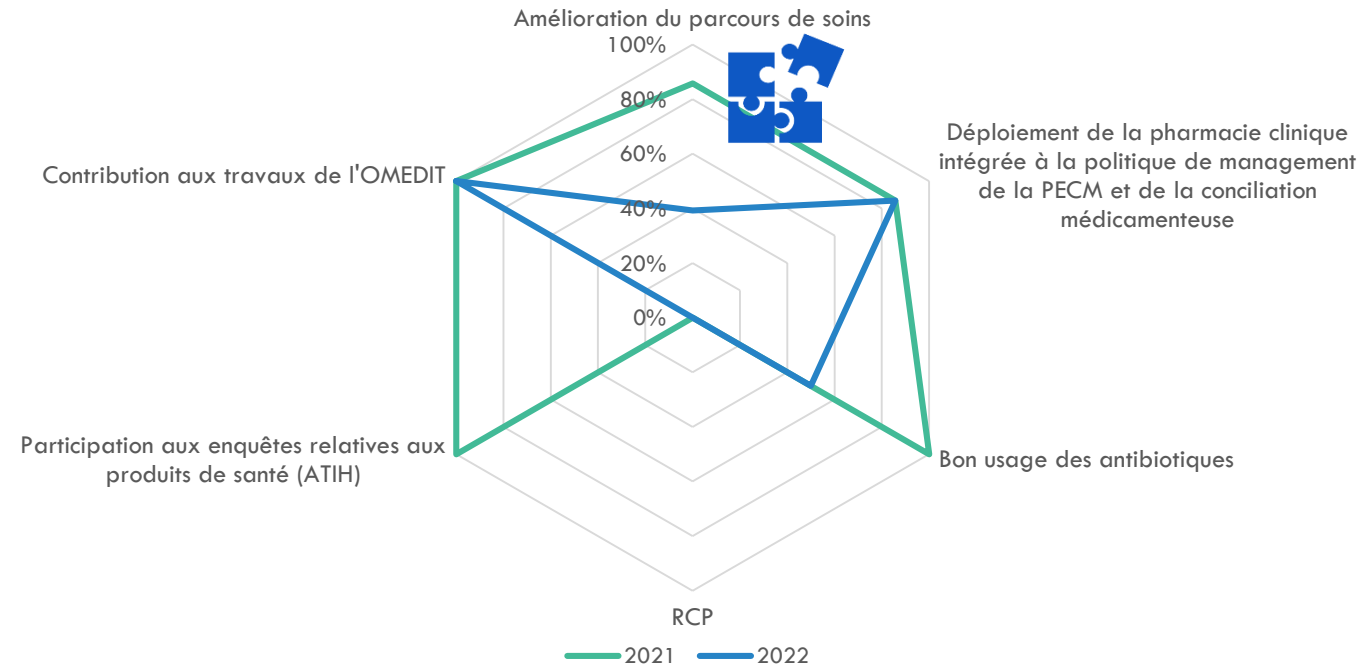 Amélioration du parcours de soins
100%
80%
60%
40%
20%
0%
Déploiement de la pharmacie clinique
intégrée à la politique de management
de la PECM et de la conciliation
médicamenteuse
Contribution aux travaux de l'OMEDIT
Participation aux enquêtes relatives aux
produits de santé (ATIH)
Bon usage des antibiotiques
RCP
2021 2022